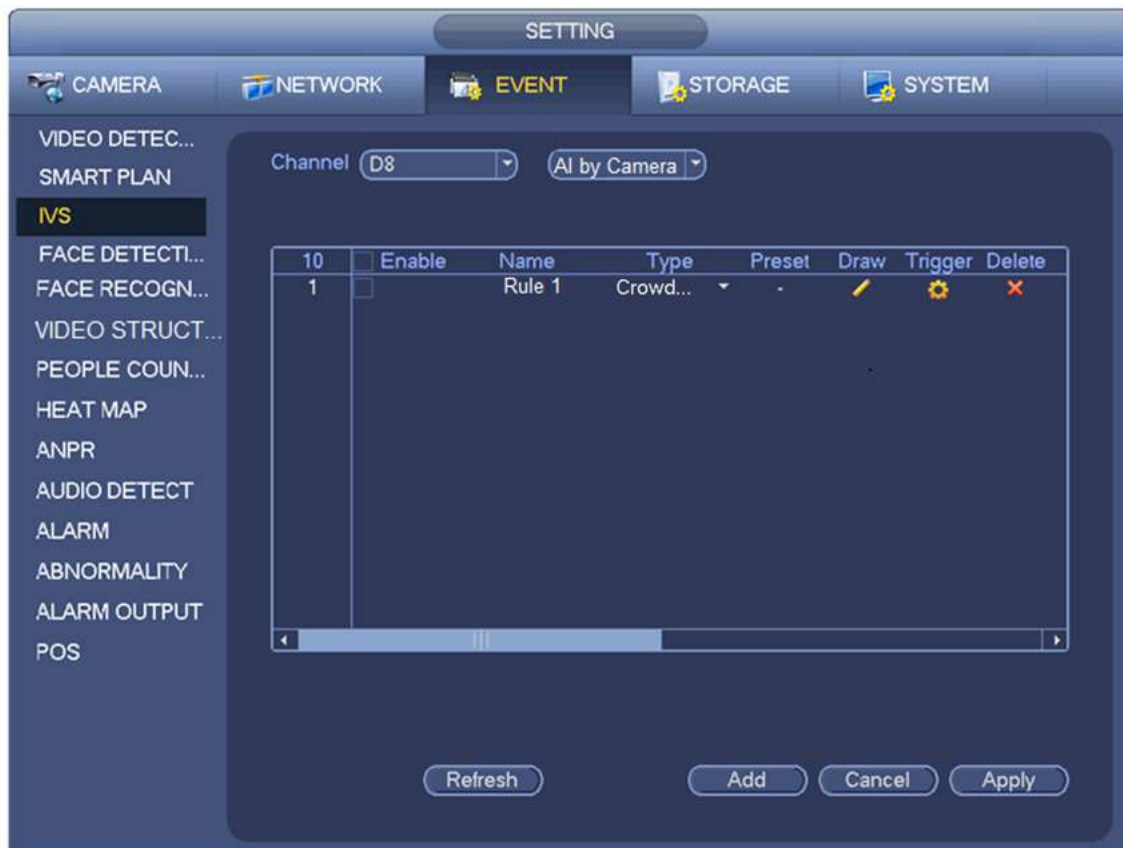 SETTING
CAMERA NETWORK EVENT STORAGE SYSTEM
VIDEO DETEC...
SMART PLAN
IVS
FACE DETECTI...
FACE RECOGN...
VIDEO STRUCT...
PEOPLE COUN...
HEAT MAP
ANPR
AUDIO DETECT
ALARM
ABNORMALITY
ALARM OUTPUT
POS
Channel D8 AI by Camera
10 Enable Name Type Preset Draw Trigger Delete
1 Rule 1 Crowd... -
Refresh Add Cancel Apply